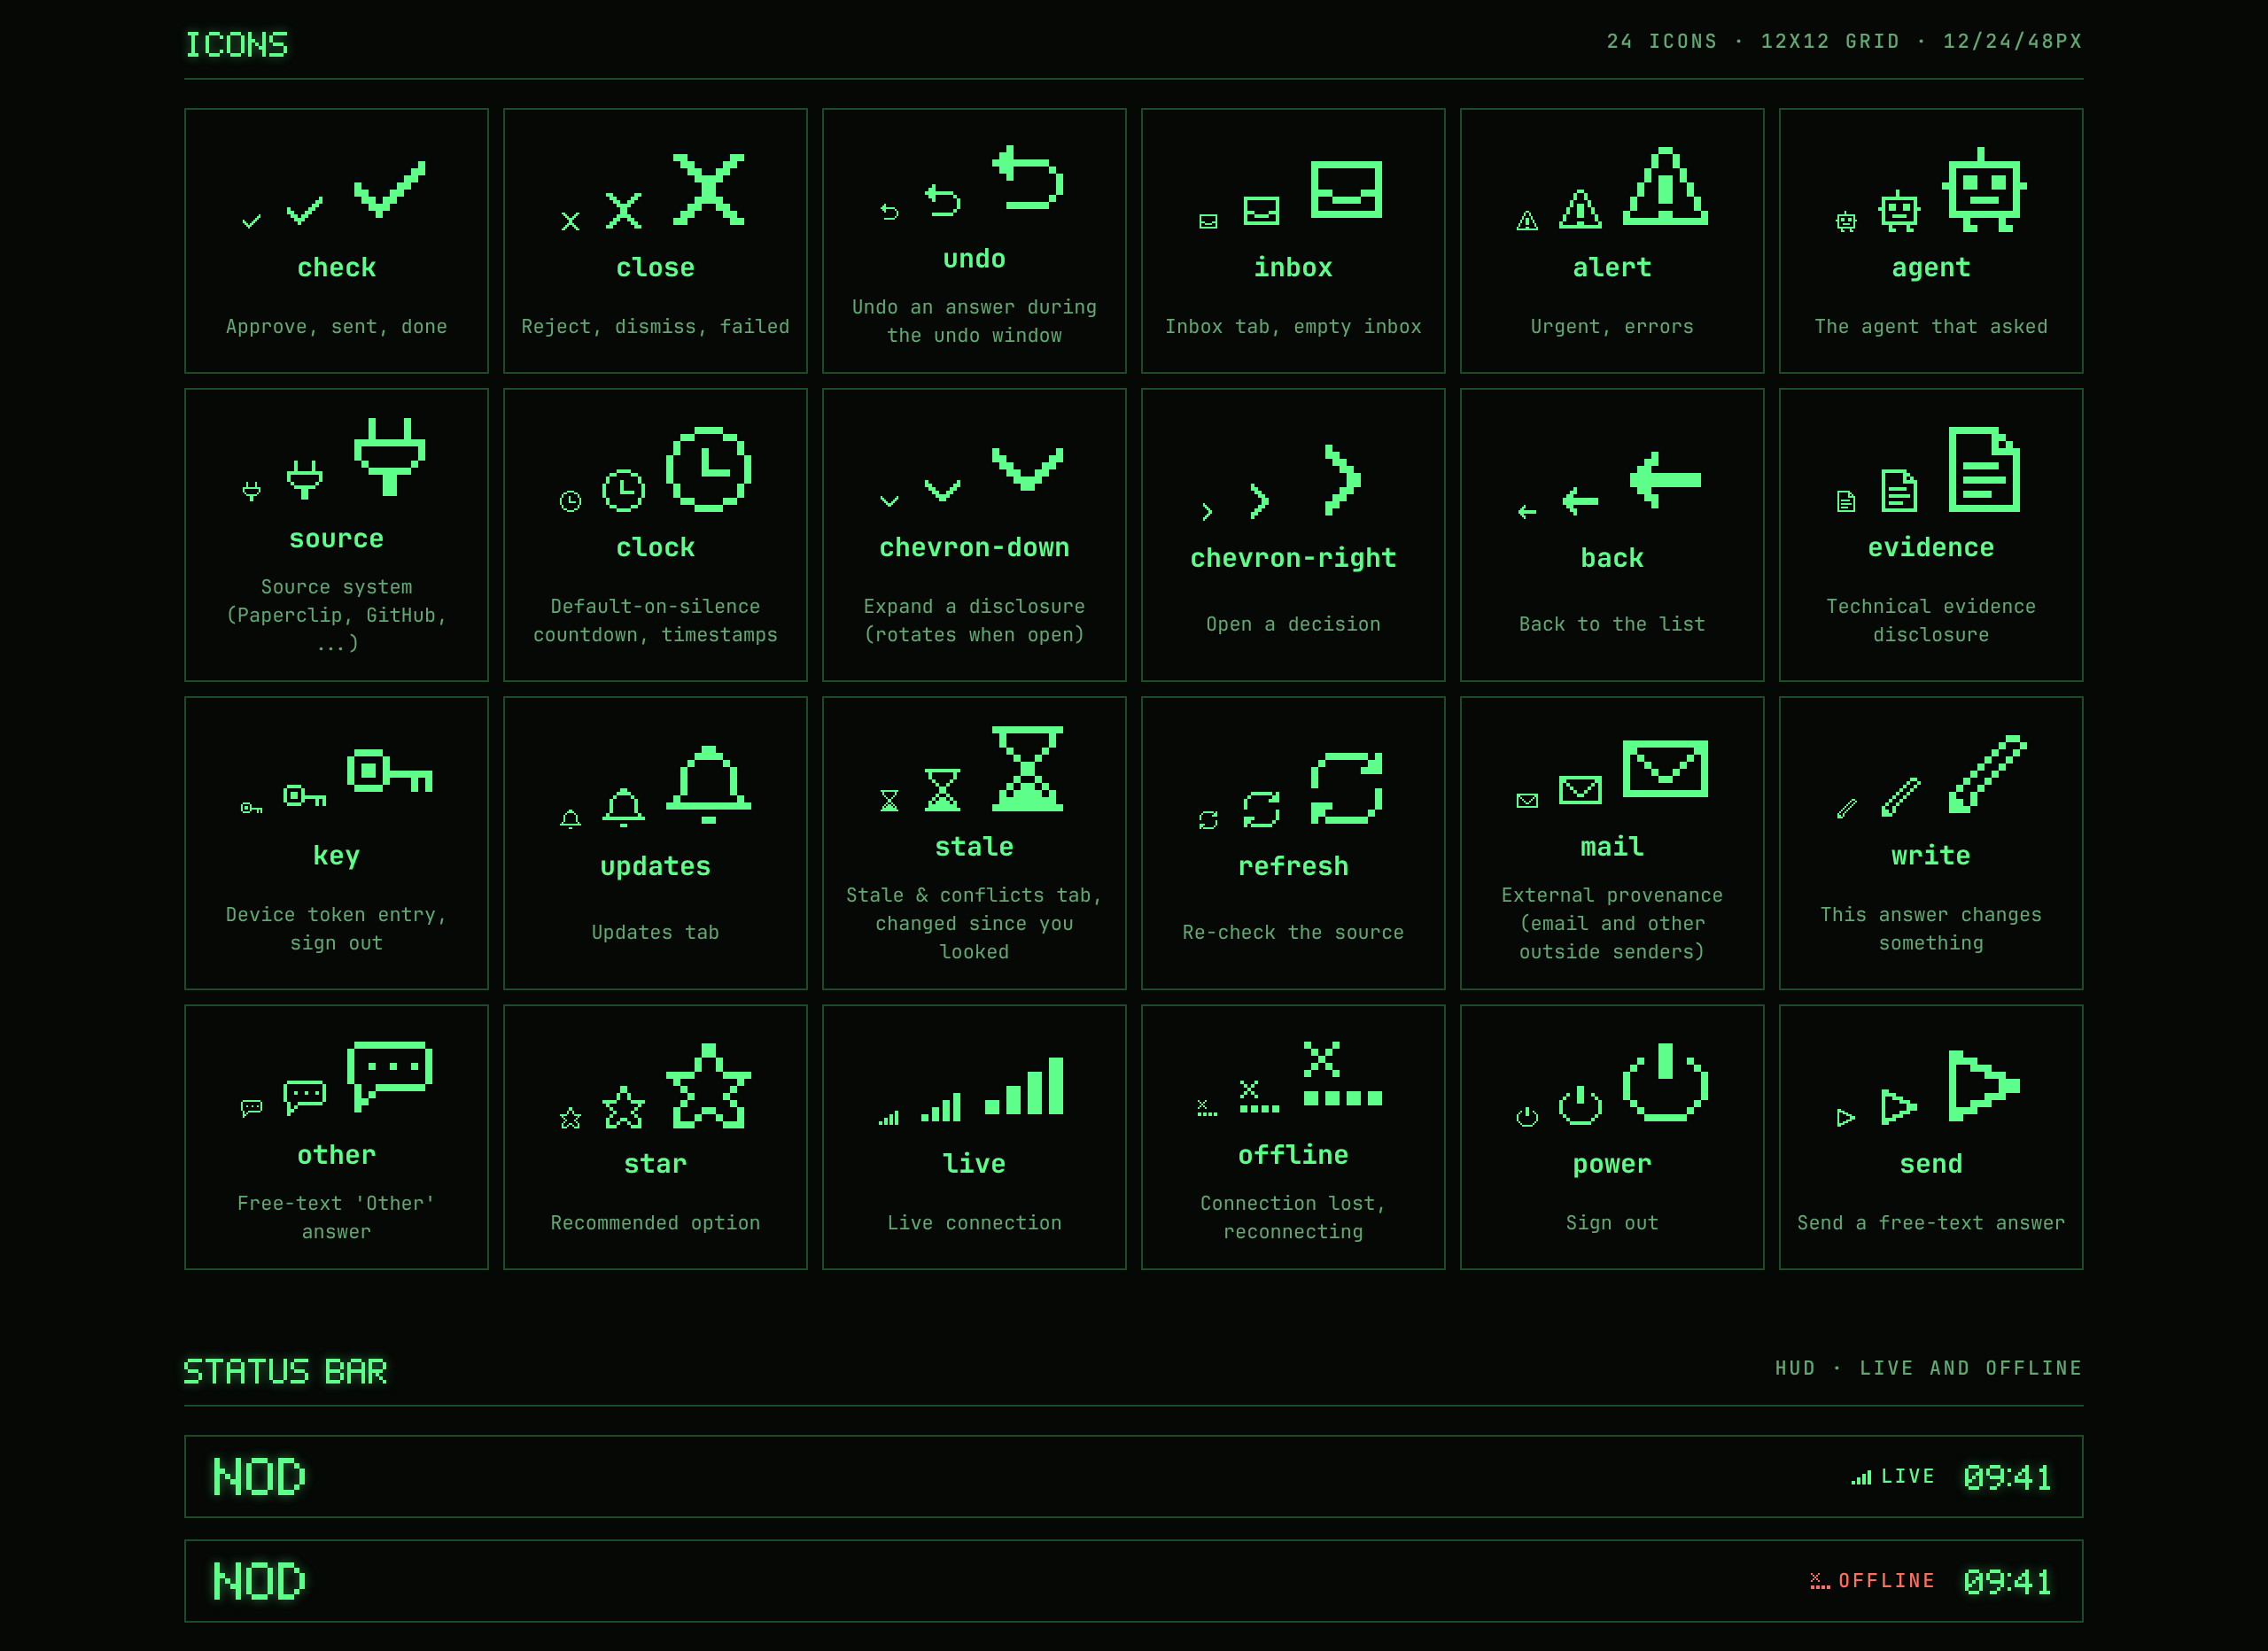 ICONS
24 ICONS · 12X12 GRID · 12/24/48PX
check
Approve, sent, done
close
Reject, dismiss, failed
undo
Undo an answer during
the undo window
inbox
Inbox tab, empty inbox
alert
Urgent, errors
agent
The agent that asked
source
Source system
(Paperclip, GitHub,
...)
clock
Default-on-silence
countdown, timestamps
chevron-down
Expand a disclosure
(rotates when open)
chevron-right
Open a decision
back
Back to the list
evidence
Technical evidence
disclosure
key
Device token entry,
sign out
updates
Updates tab
stale
Stale & conflicts tab,
changed since you
looked
refresh
Re-check the source
mail
External provenance
(email and other
outside senders)
write
This answer changes
something
other
Free-text 'Other'
answer
star
Recommended option
live
Live connection
offline
Connection lost,
reconnecting
power
Sign out
send
Send a free-text answer
STATUS BAR
HUD · LIVE AND OFFLINE
NOD
LIVE 09:41
NOD
OFFLINE 09:41